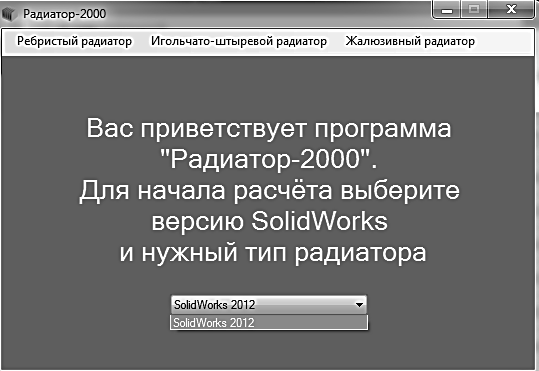 Радиатор-2000
Ребристый радиатор Игольчато-штыревой радиатор Жалюзивный радиатор
Вас приветствует программа
"Радиатор-2000".
Для начала расчёта выберите
версию SolidWorks
и нужный тип радиатора
SolidWorks 2012
SolidWorks 2012